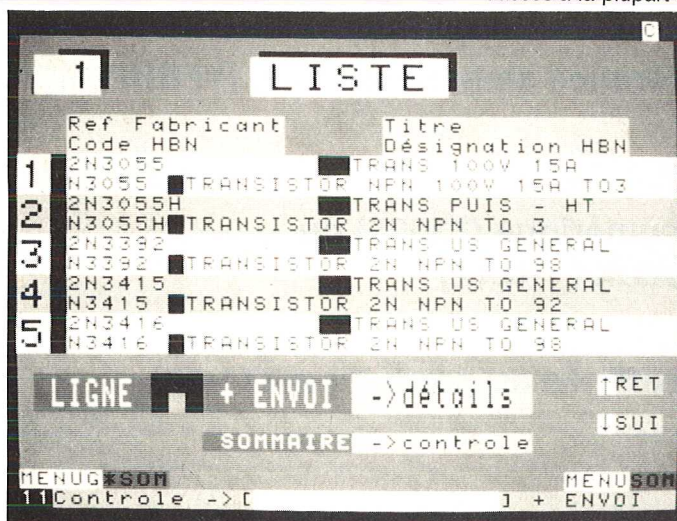 C
1 LISTE
Ref Fabricant Titre
Code HBN Désignation HBN
1 2N3055 TRANS 100V 15A
N3055 TRANSISTOR NPN 100V 15A TO3
2 2N3055H TRANS PUIS - HT
N3055H TRANSISTOR 2N NPN TO 3
3 2N3392 TRANS US GENERAL
N3392 TRANSISTOR 2N NPN TO 98
4 2N3415 TRANS US GENERAL
N3415 TRANSISTOR 2N NPN TO 92
5 2N3416 TRANS US GENERAL
N3416 TRANSISTOR 2N NPN TO 98
LIGNE + ENVOI ->détails ↑RET
↓SUI
SOMMAIRE ->controle
MENUG*SOM MENUSOM
11Controle ->[ ] + ENVOI